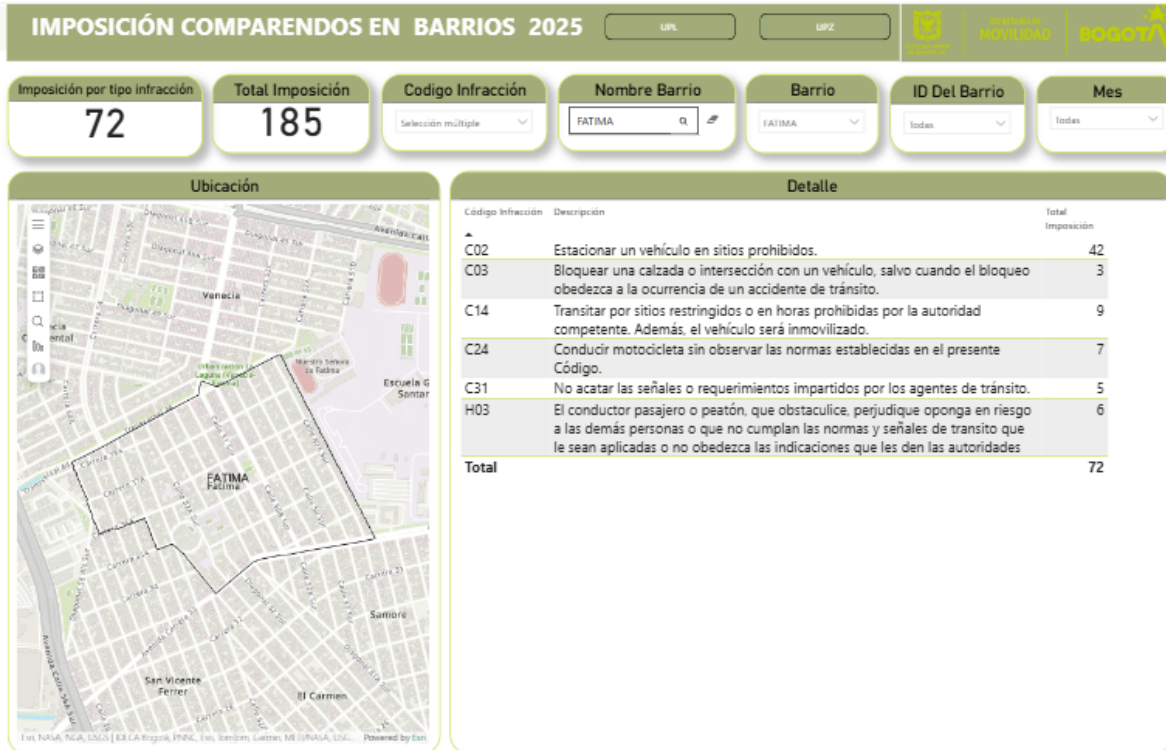 IMPOSICIÓN COMPARENDOS EN BARRIOS 2025
UPL
UPZ
SECRETARÍA DE
MOVILIDAD
BOGOTÁ
Imposición por tipo infracción
72
Total Imposición
185
Codigo Infracción
Selección múltiple
Nombre Barrio
FATIMA
Barrio
FATIMA
ID Del Barrio
Todas
Mes
Todas
Ubicación
Venecia
Nuestra Señora
de Fatima
Escuela G
Santar
FATIMA
Fatima
Samore
San Vicente
Ferrer
El Carmen
Powered by Esri
Detalle
Código Infracción Descripción Total
Imposición
C02 Estacionar un vehículo en sitios prohibidos. 42
C03 Bloquear una calzada o intersección con un vehículo, salvo cuando el bloqueo 3
obedezca a la ocurrencia de un accidente de tránsito.
C14 Transitar por sitios restringidos o en horas prohibidas por la autoridad 9
competente. Además, el vehículo será inmovilizado.
C24 Conducir motocicleta sin observar las normas establecidas en el presente 7
Código.
C31 No acatar las señales o requerimientos impartidos por los agentes de tránsito. 5
H03 El conductor pasajero o peatón, que obstaculice, perjudique oponga en riesgo 6
a las demás personas o que no cumplan las normas y señales de transito que
le sean aplicadas o no obedezca las indicaciones que les den las autoridades
Total 72